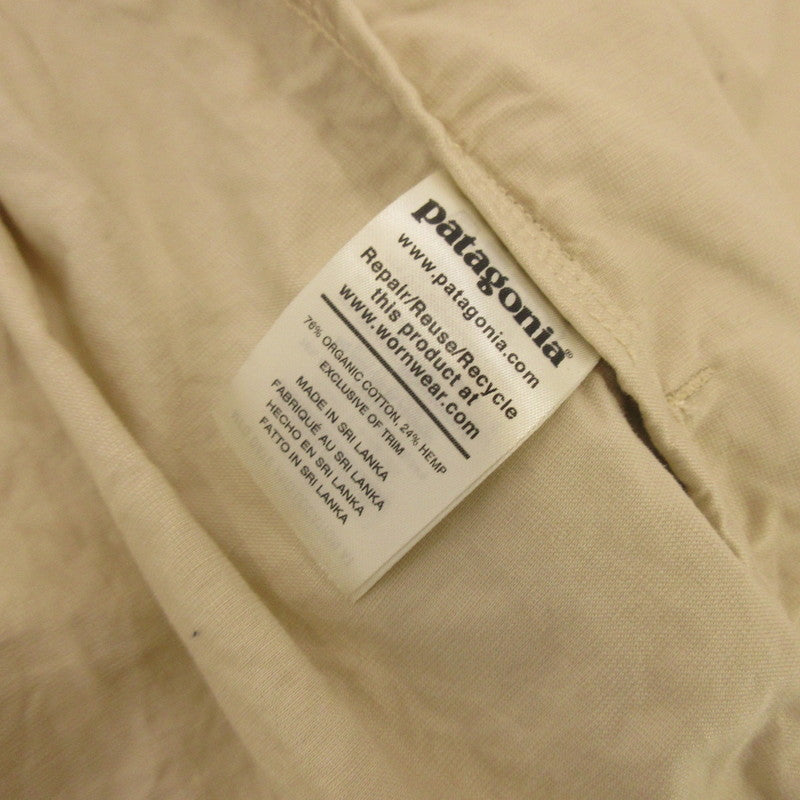 patagonia®
www.patagonia.com
Repair/Reuse/Recycle
this product at
www.wornwear.com
76% ORGANIC COTTON, 24% HEMP
EXCLUSIVE OF TRIM
MADE IN SRI LANKA
FABRIQUÉ AU SRI LANKA
HECHO EN SRI LANKA
FATTO IN SRI LANKA